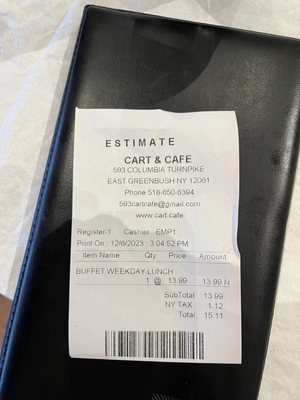 ESTIMATE
CART & CAFE
593 COLUMBIA TURNPIKE
EAST GREENBUSH NY 12061
Phone 518-650-6394
593cartcafe@gmail.com
www.cart.cafe
Register-1 Cashier: EMP1
Print On : 12/6/2023 : 3:04:52 PM
Item Name Qty Price Amount
BUFFET WEEKDAY LUNCH
1 @ 13.99 13.99 N
SubTotal 13.99
NY TAX 1.12
Total 15.11